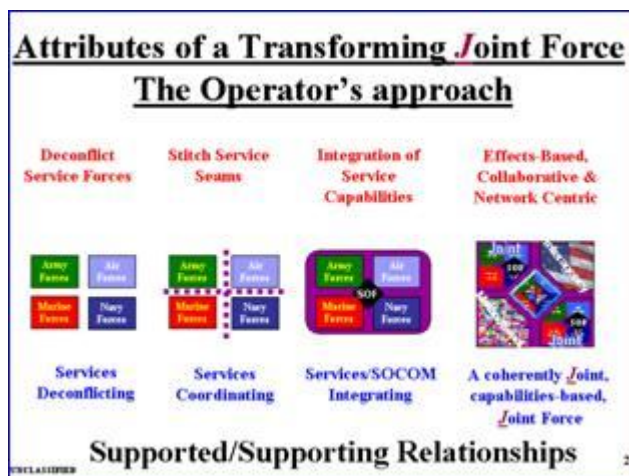 Attributes of a Transforming Joint Force
The Operator's approach
Deconflict
Service Forces
Stitch Service
Seams
Integration of
Service
Capabilities
Effects-Based,
Collaborative &
Network Centric
Army
Forces
Air
Forces
Marine
Forces
Navy
Forces
Army
Forces
Air
Forces
Marine
Forces
Navy
Forces
Army
Forces
Air
Forces
SOF
Marine
Forces
Navy
Forces
Joint
SOF
SOF
Joint
Services
Deconflicting
Services
Coordinating
Services/SOCOM
Integrating
A coherently Joint,
capabilities-based,
Joint Force
Supported/Supporting Relationships
UNCLASSIFIED